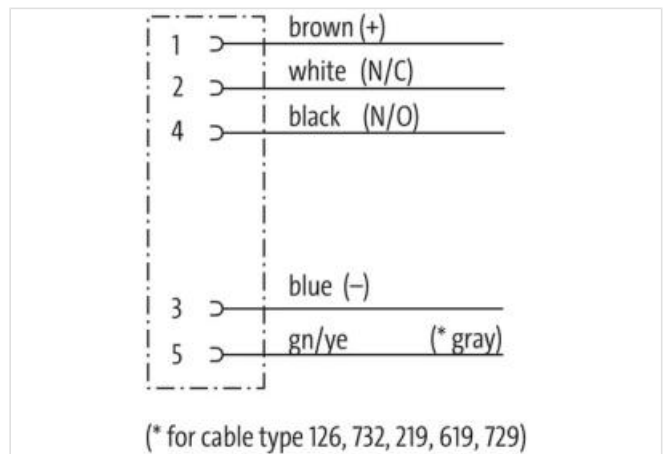 1 brown (+)
2 white (N/C)
4 black (N/O)
3 blue (–)
5 gn/ye (* gray)
(* for cable type 126, 732, 219, 619, 729)